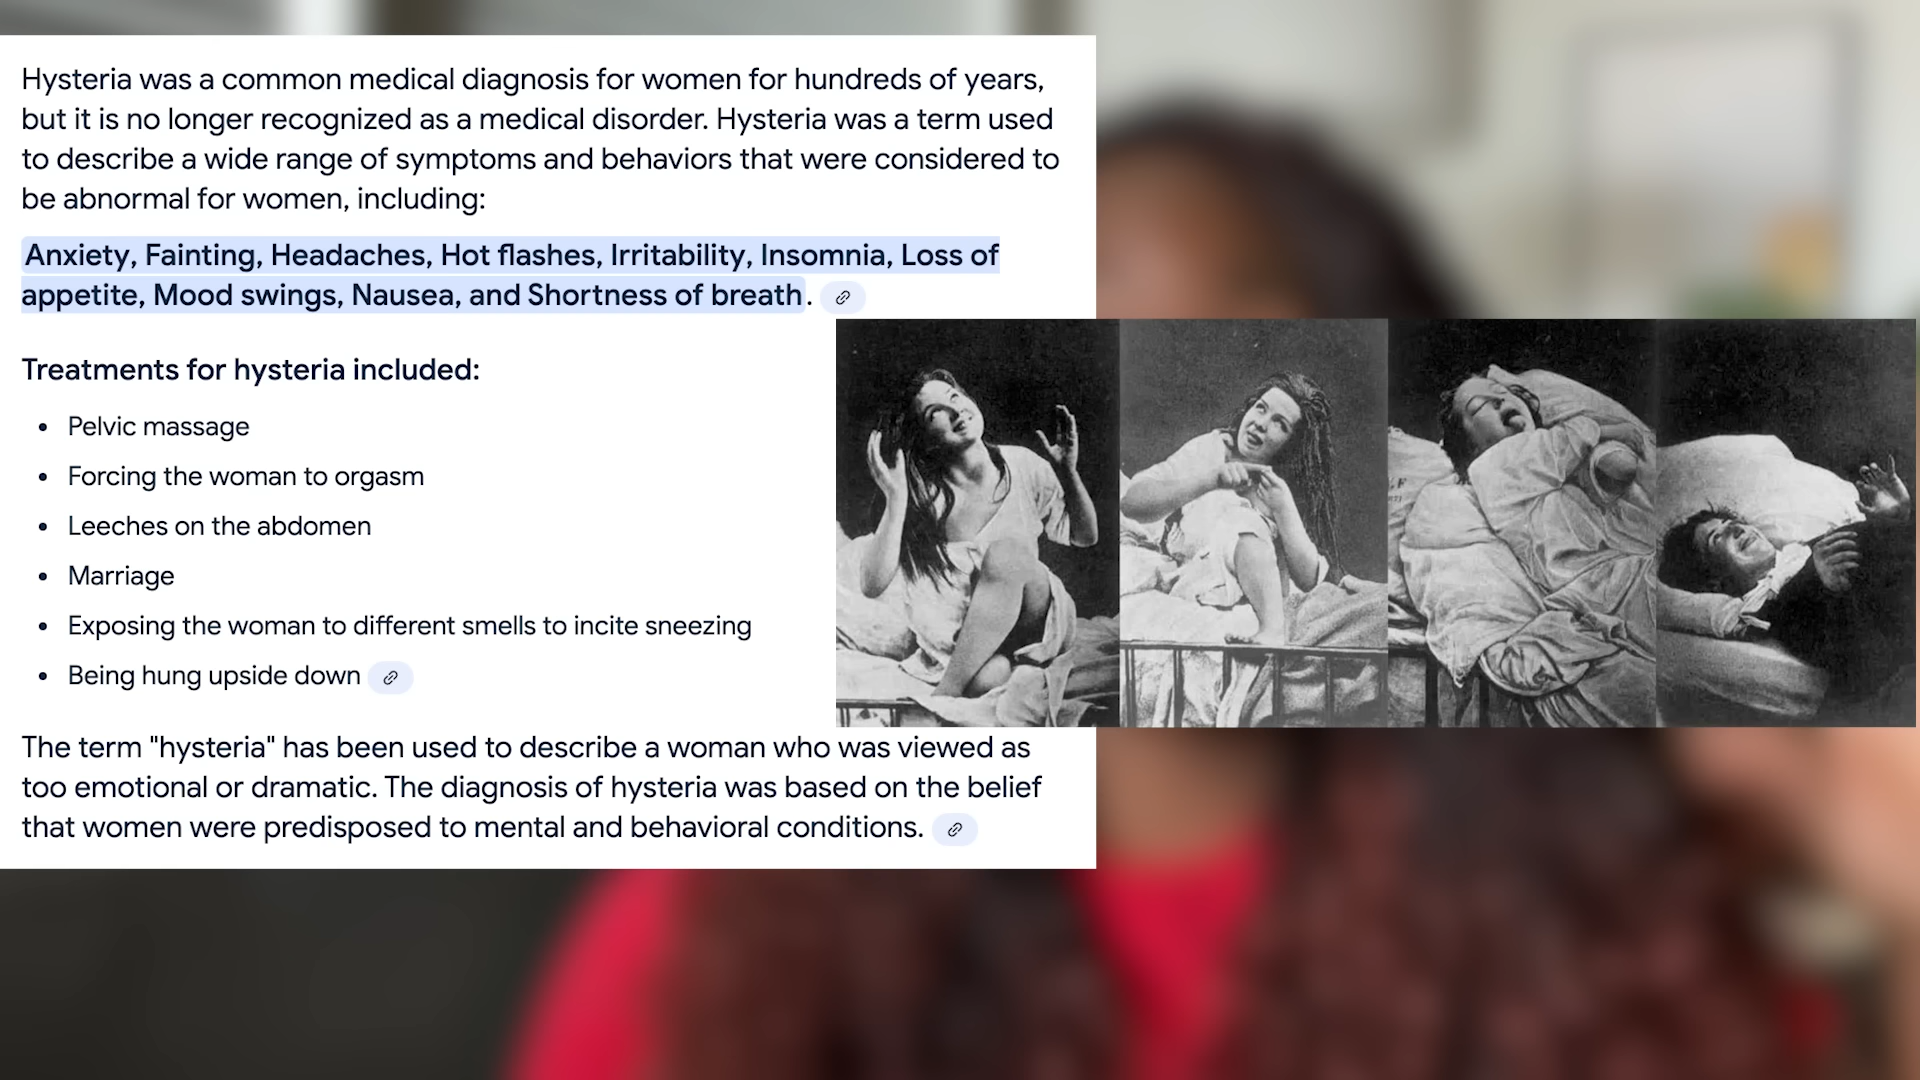 Hysteria was a common medical diagnosis for women for hundreds of years,
but it is no longer recognized as a medical disorder. Hysteria was a term used
to describe a wide range of symptoms and behaviors that were considered to
be abnormal for women, including:
Anxiety, Fainting, Headaches, Hot flashes, Irritability, Insomnia, Loss of
appetite, Mood swings, Nausea, and Shortness of breath.
Treatments for hysteria included:
• Pelvic massage
• Forcing the woman to orgasm
• Leeches on the abdomen
• Marriage
• Exposing the woman to different smells to incite sneezing
• Being hung upside down
The term "hysteria" has been used to describe a woman who was viewed as
too emotional or dramatic. The diagnosis of hysteria was based on the belief
that women were predisposed to mental and behavioral conditions.